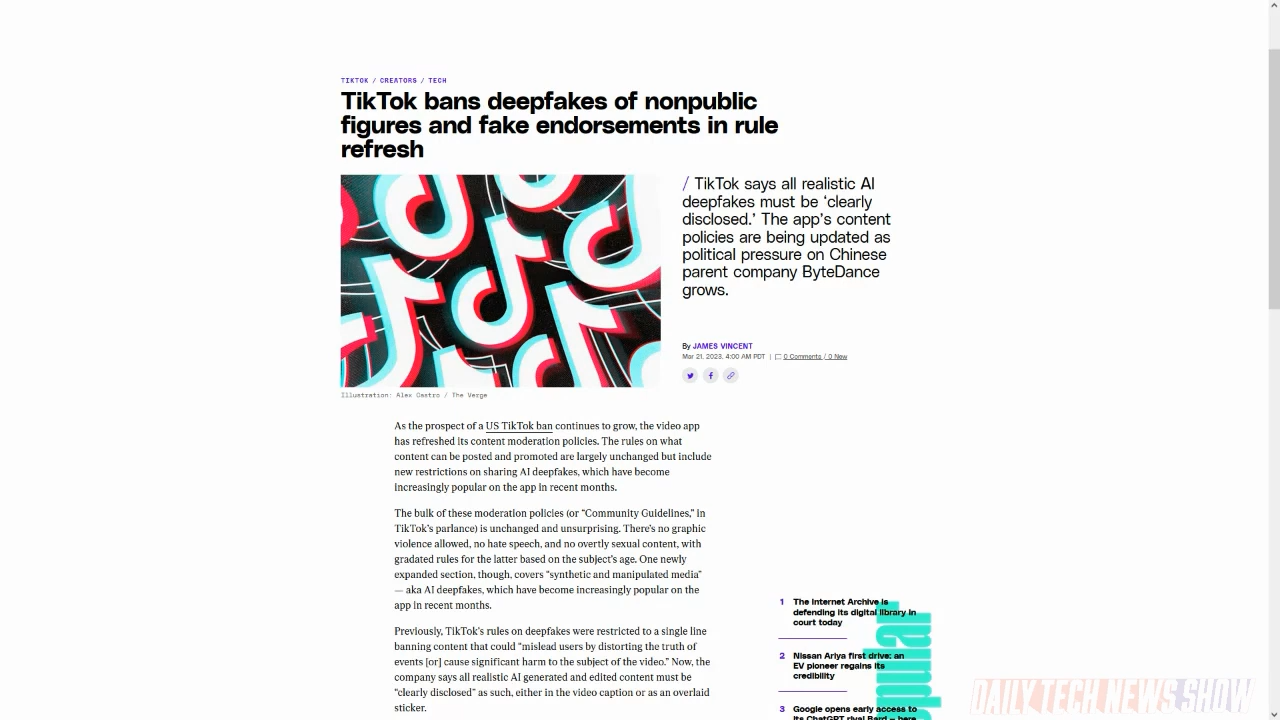 TIKTOK / CREATORS / TECH
TikTok bans deepfakes of nonpublic
figures and fake endorsements in rule
refresh
/ TikTok says all realistic AI
deepfakes must be ‘clearly
disclosed.’ The app’s content
policies are being updated as
political pressure on Chinese
parent company ByteDance
grows.
By JAMES VINCENT
Mar 21, 2023, 4:00 AM PDT | 0 Comments / 0 New
Illustration: Alex Castro / The Verge
As the prospect of a US TikTok ban continues to grow, the video app
has refreshed its content moderation policies. The rules on what
content can be posted and promoted are largely unchanged but include
new restrictions on sharing AI deepfakes, which have become
increasingly popular on the app in recent months.
The bulk of these moderation policies (or “Community Guidelines,” in
TikTok’s parlance) is unchanged and unsurprising. There’s no graphic
violence allowed, no hate speech, and no overtly sexual content, with
gradated rules for the latter based on the subject’s age. One newly
expanded section, though, covers “synthetic and manipulated media”
— aka AI deepfakes, which have become increasingly popular on the
app in recent months.
Previously, TikTok’s rules on deepfakes were restricted to a single line
banning content that could “mislead users by distorting the truth of
events [or] cause significant harm to the subject of the video.” Now, the
company says all realistic AI generated and edited content must be
“clearly disclosed” as such, either in the video caption or as an overlaid
sticker.
1 The Internet Archive is
defending its digital library in
court today
2 Nissan Ariya first drive: an
EV pioneer regains its
credibility
3 Google opens early access to
its ChatGPT rival Bard — here
opular
DAILY TECH NEWS SHOW